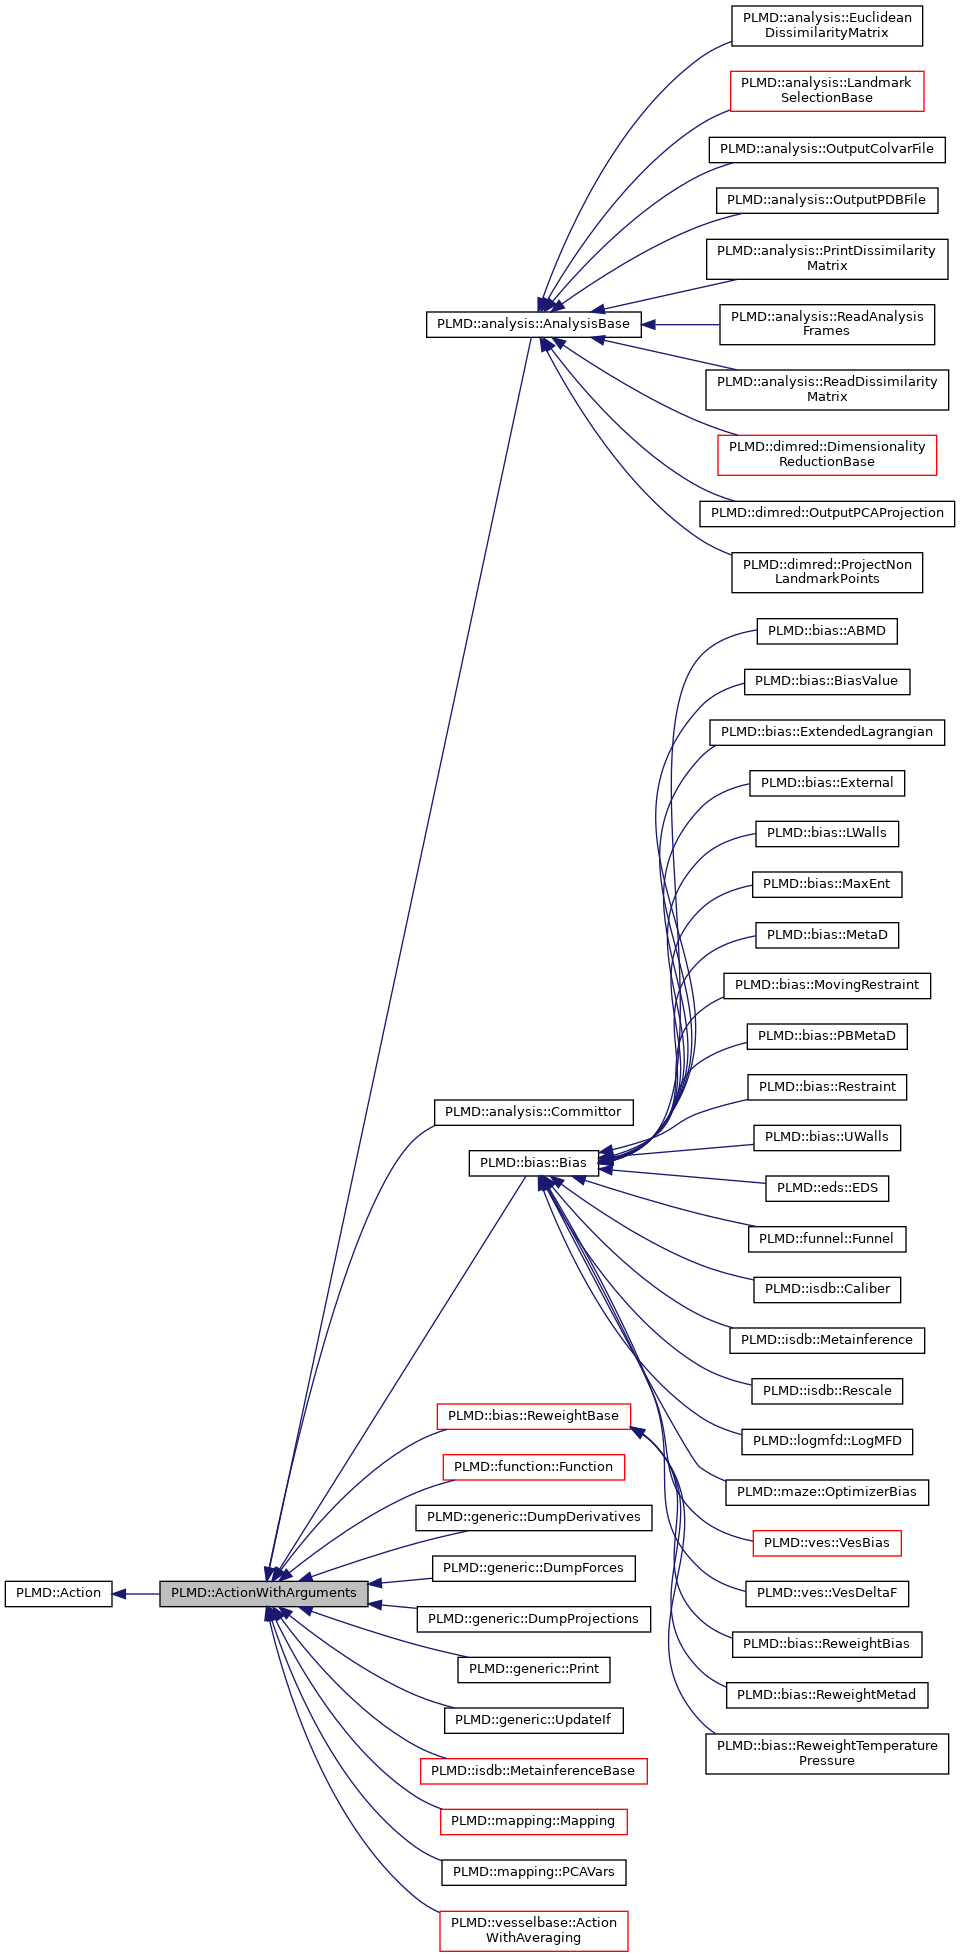 PLMD::analysis::Euclidean
DissimilarityMatrix
PLMD::analysis::Landmark
SelectionBase
PLMD::analysis::OutputColvarFile
PLMD::analysis::OutputPDBFile
PLMD::analysis::PrintDissimilarity
Matrix
PLMD::analysis::AnalysisBase
PLMD::analysis::ReadAnalysis
Frames
PLMD::analysis::ReadDissimilarity
Matrix
PLMD::dimred::Dimensionality
ReductionBase
PLMD::dimred::OutputPCAProjection
PLMD::dimred::ProjectNon
LandmarkPoints
PLMD::bias::ABMD
PLMD::bias::BiasValue
PLMD::bias::ExtendedLagrangian
PLMD::bias::External
PLMD::bias::LWalls
PLMD::bias::MaxEnt
PLMD::bias::MetaD
PLMD::bias::MovingRestraint
PLMD::bias::PBMetaD
PLMD::bias::Restraint
PLMD::analysis::Committor
PLMD::bias::UWalls
PLMD::bias::Bias
PLMD::eds::EDS
PLMD::funnel::Funnel
PLMD::isdb::Caliber
PLMD::isdb::Metainference
PLMD::isdb::Rescale
PLMD::bias::ReweightBase
PLMD::logmfd::LogMFD
PLMD::function::Function
PLMD::maze::OptimizerBias
PLMD::generic::DumpDerivatives
PLMD::ves::VesBias
PLMD::generic::DumpForces
PLMD::Action
PLMD::ActionWithArguments
PLMD::ves::VesDeltaF
PLMD::generic::DumpProjections
PLMD::bias::ReweightBias
PLMD::generic::Print
PLMD::bias::ReweightMetad
PLMD::generic::UpdateIf
PLMD::bias::ReweightTemperature
Pressure
PLMD::isdb::MetainferenceBase
PLMD::mapping::Mapping
PLMD::mapping::PCAVars
PLMD::vesselbase::Action
WithAveraging